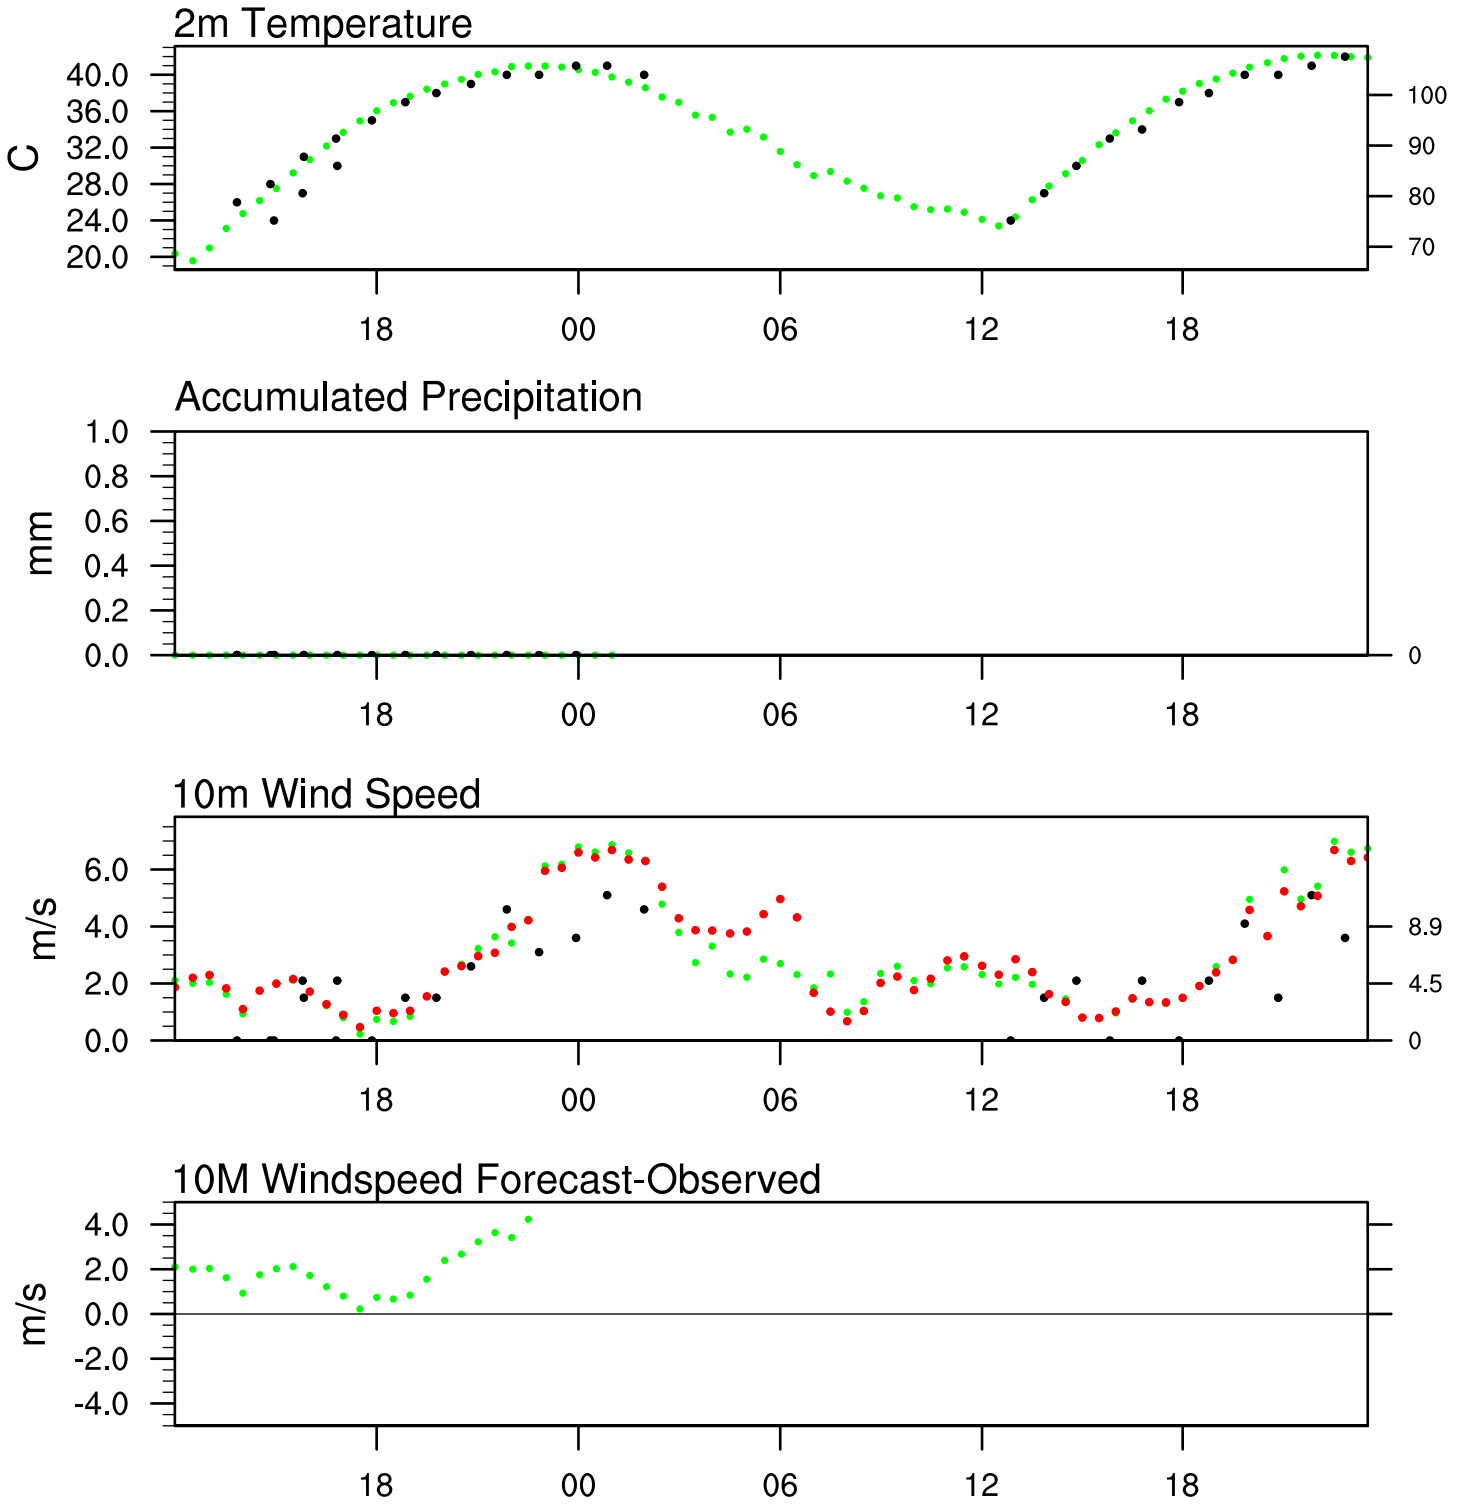 2m Temperature
40.0
36.0
32.0
28.0
24.0
20.0
C
100
90
80
70
18 00 06 12 18
Accumulated Precipitation
1.0
0.8
0.6
0.4
0.2
0.0
mm
0
18 00 06 12 18
10m Wind Speed
6.0
4.0
2.0
0.0
m/s
8.9
4.5
0
18 00 06 12 18
10M Windspeed Forecast-Observed
4.0
2.0
0.0
-2.0
-4.0
m/s
18 00 06 12 18